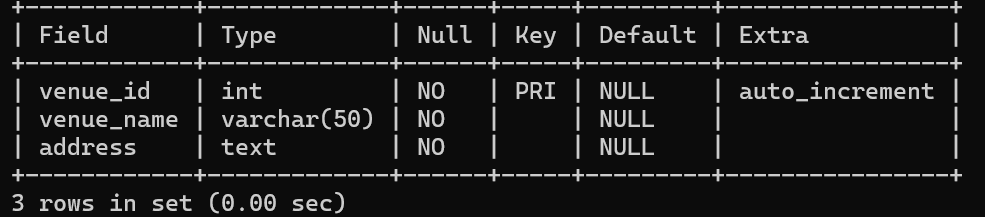 +-------------+-------------+------+-----+---------+----------------+
| Field       | Type        | Null | Key | Default | Extra          |
+-------------+-------------+------+-----+---------+----------------+
| venue_id    | int         | NO   | PRI | NULL    | auto_increment |
| venue_name  | varchar(50) | NO   |     | NULL    |                |
| address     | text        | NO   |     | NULL    |                |
+-------------+-------------+------+-----+---------+----------------+
3 rows in set (0.00 sec)